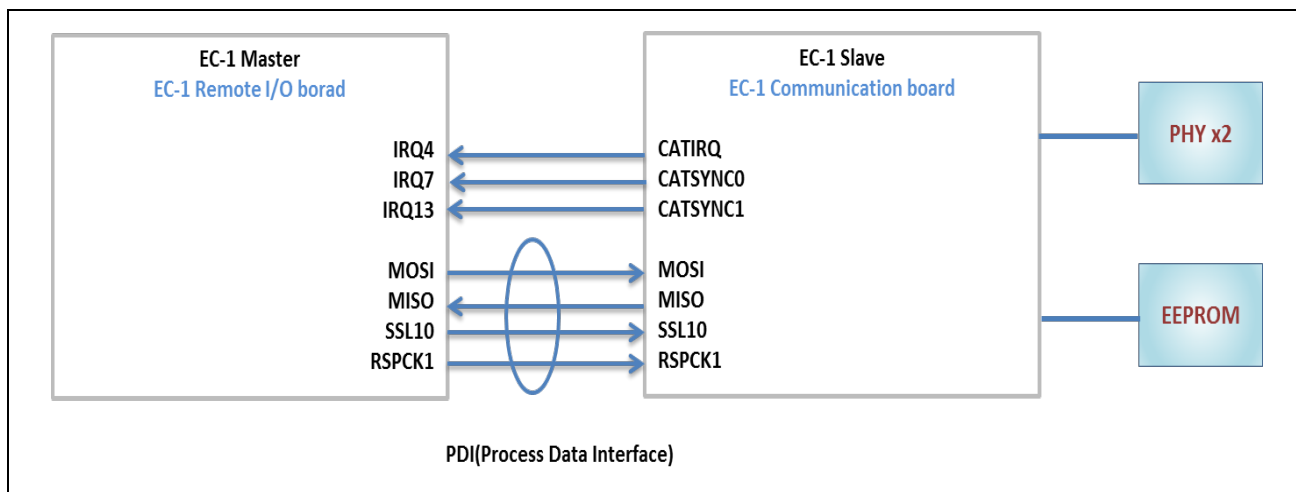 EC-1 Master
EC-1 Remote I/O borad
IRQ4
IRQ7
IRQ13
MOSI
MISO
SSL10
RSPCK1
EC-1 Slave
EC-1 Communication board
CATIRQ
CATSYNC0
CATSYNC1
MOSI
MISO
SSL10
RSPCK1
PHY x2
EEPROM
PDI(Process Data Interface)